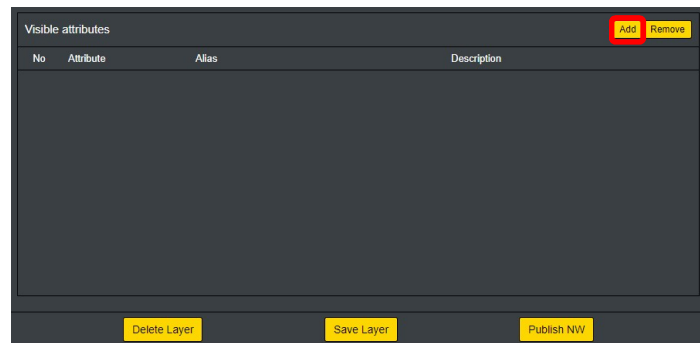 Visible attributes Add Remove
No Attribute Alias Description
Delete Layer Save Layer Publish NW